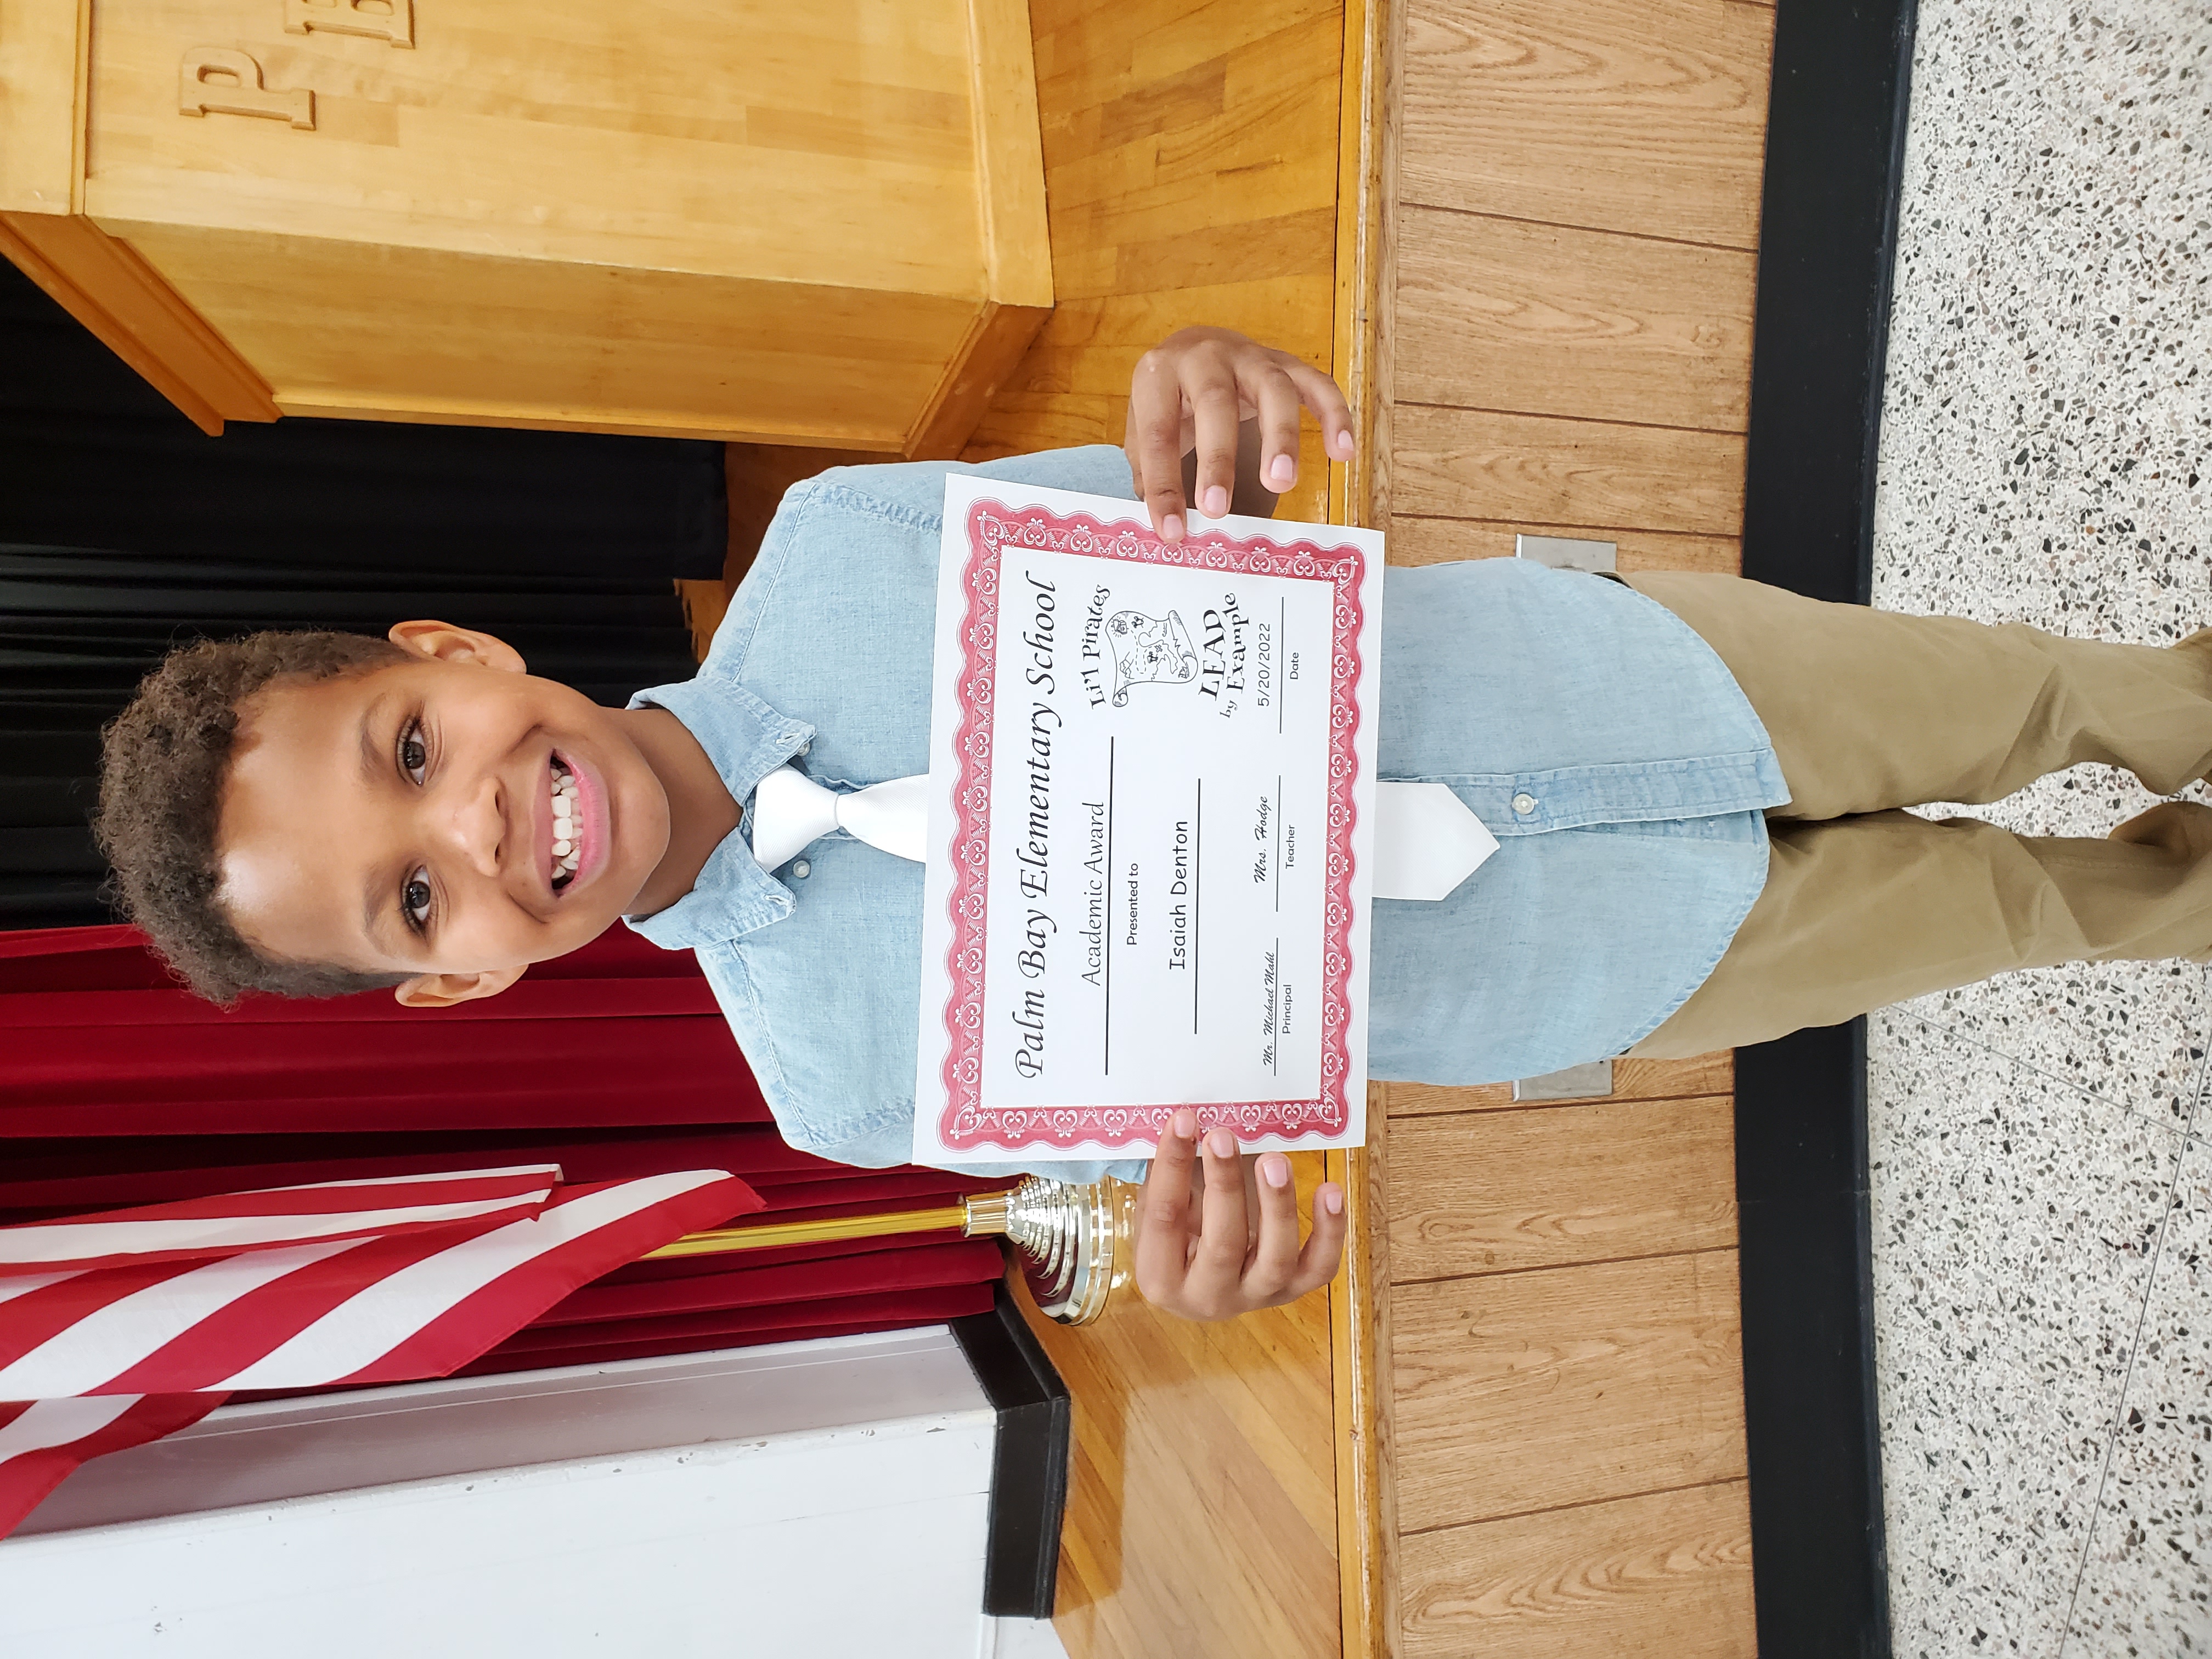 P
E
Palm Bay Elementary School
Academic Award
Presented to
Isaiah Denton
Li'l Pirates
LEAD
by Example
Mr. Michael Mahl
Principal
Mrs. Hodge
Teacher
5/20/2022
Date